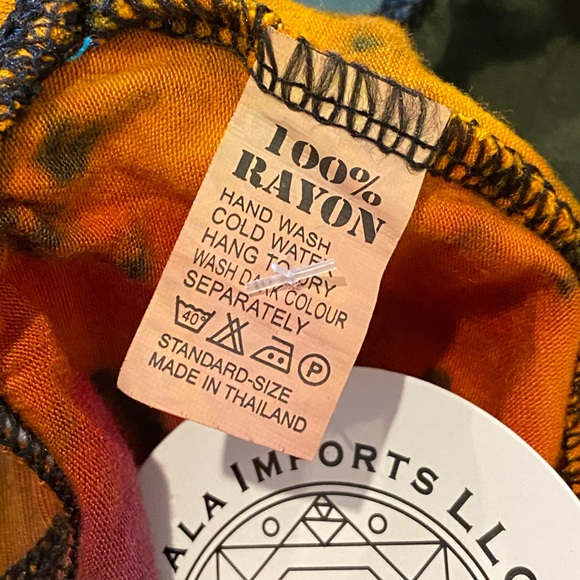 100%
RAYON
HAND WASH
COLD WATER
HANG TO DRY
WASH DARK COLOUR
SEPARATELY
40°
P
STANDARD-SIZE
MADE IN THAILAND
ALA IMPORTS LLC